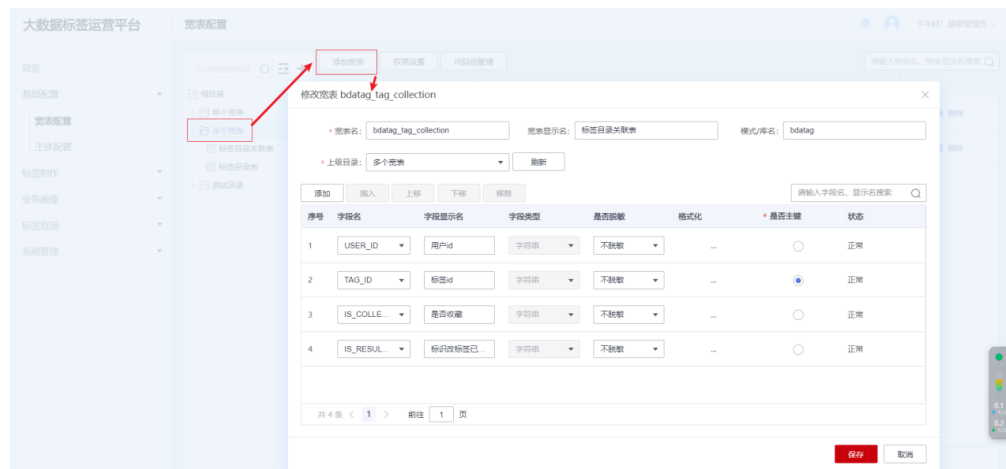 大数据标签运营平台
宽表配置
下午好！超级管理员
总览
基础配置
宽表配置
主体配置
标签制作
业务画像
标签应用
系统管理
添加宽表 权限设置 代码组管理
请输入宽表名、宽表显示名搜索
根目录
单个宽表
多个宽表
标签目录关联表
标签目录表
测试目录
删除
删除
修改宽表 bdatag_tag_collection
* 宽表名: bdatag_tag_collection 宽表显示名: 标签目录关联表 模式/库名: bdatag
* 上级目录: 多个宽表 刷新
添加 插入 上移 下移 移除 请输入字段名、显示名搜索
序号 字段名 字段显示名 字段类型 是否脱敏 格式化 * 是否主键 状态
1 USER_ID 用户id 字符串 不脱敏 ... 正常
2 TAG_ID 标签id 字符串 不脱敏 ... 正常
3 IS_COLLE... 是否收藏 字符串 不脱敏 ... 正常
4 IS_RESUL... 标识改标签已... 字符串 不脱敏 ... 正常
共 4 条 < 1 > 前往 1 页
保存 取消
0.1
0.2